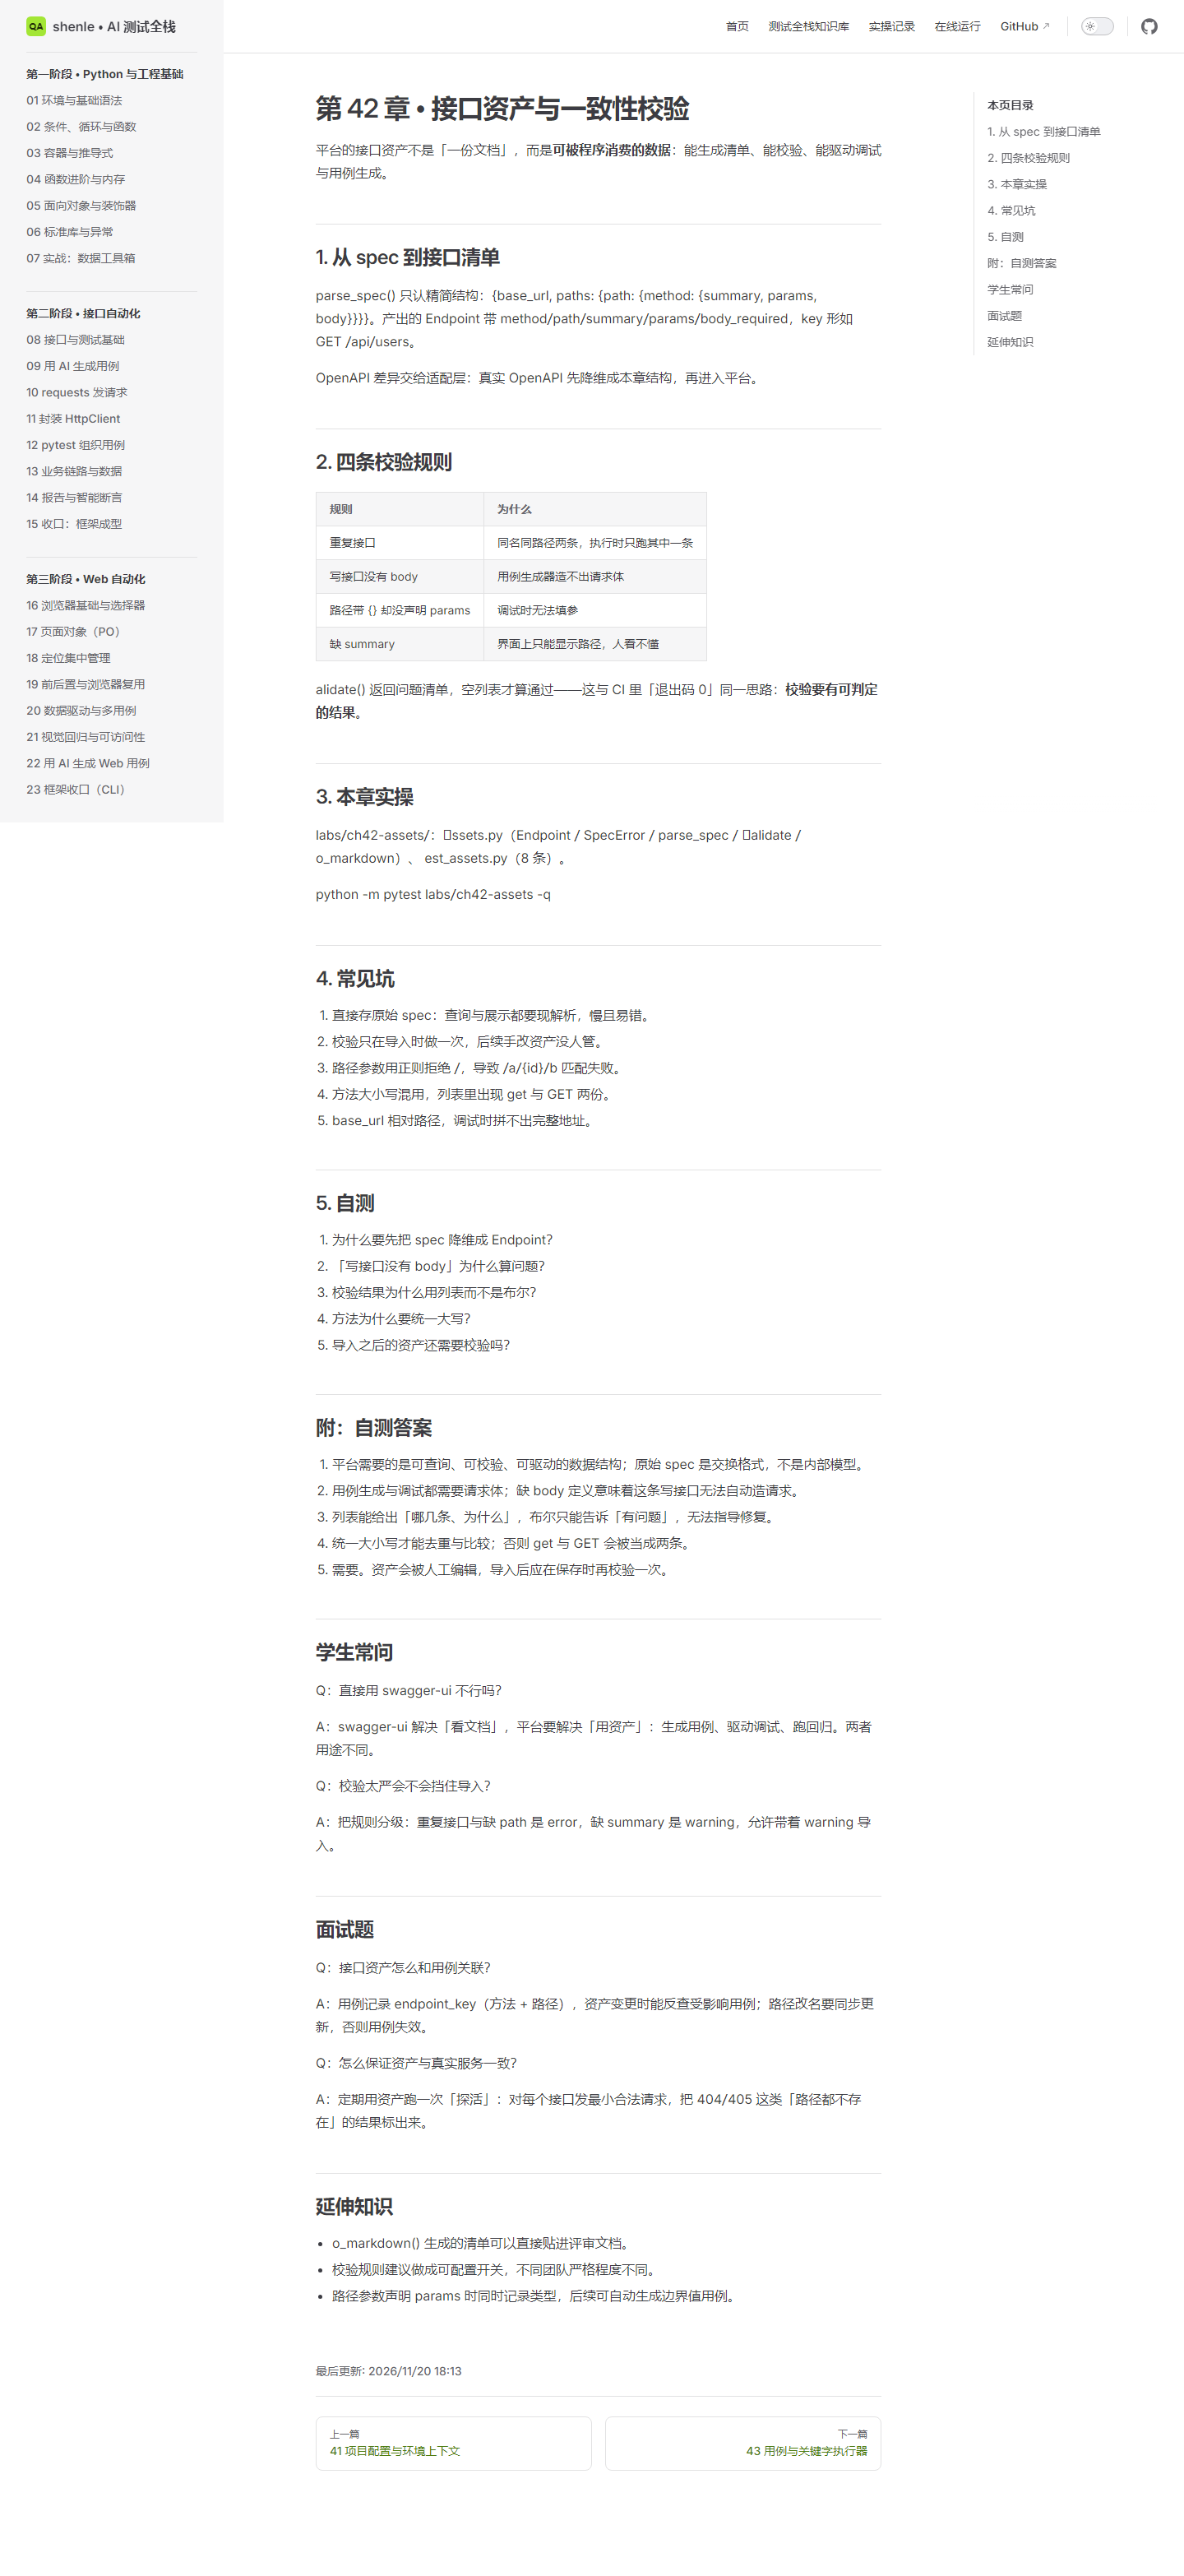 QA shenle • AI 测试全栈
首页 测试全栈知识库 实操记录 在线运行 GitHub ↗
第一阶段 • Python 与工程基础
01 环境与基础语法
02 条件、循环与函数
03 容器与推导式
04 函数进阶与内存
05 面向对象与装饰器
06 标准库与异常
07 实战：数据工具箱
第二阶段 • 接口自动化
08 接口与测试基础
09 用 AI 生成用例
10 requests 发请求
11 封装 HttpClient
12 pytest 组织用例
13 业务链路与数据
14 报告与智能断言
15 收口：框架成型
第三阶段 • Web 自动化
16 浏览器基础与选择器
17 页面对象（PO）
18 定位集中管理
19 前后置与浏览器复用
20 数据驱动与多用例
21 视觉回归与可访问性
22 用 AI 生成 Web 用例
23 框架收口（CLI）
第 42 章 • 接口资产与一致性校验
平台的接口资产不是「一份文档」，而是可被程序消费的数据：能生成清单、能校验、能驱动调试
与用例生成。
1. 从 spec 到接口清单
parse_spec() 只认精简结构：{base_url, paths: {path: {method: {summary, params,
body}}}}。产出的 Endpoint 带 method/path/summary/params/body_required，key 形如
GET /api/users。
OpenAPI 差异交给适配层：真实 OpenAPI 先降维成本章结构，再进入平台。
2. 四条校验规则
规则 为什么
重复接口 同名同路径两条，执行时只跑其中一条
写接口没有 body 用例生成器造不出请求体
路径带 {} 却没声明 params 调试时无法填参
缺 summary 界面上只能显示路径，人看不懂
alidate() 返回问题清单，空列表才算通过——这与 CI 里「退出码 0」同一思路：校验要有可判定
的结果。
3. 本章实操
labs/ch42-assets/：ssets.py（Endpoint / SpecError / parse_spec / alidate /
o_markdown）、 est_assets.py（8 条）。
python -m pytest labs/ch42-assets -q
4. 常见坑
1. 直接存原始 spec：查询与展示都要现解析，慢且易错。
2. 校验只在导入时做一次，后续手改资产没人管。
3. 路径参数用正则拒绝 /，导致 /a/{id}/b 匹配失败。
4. 方法大小写混用，列表里出现 get 与 GET 两份。
5. base_url 相对路径，调试时拼不出完整地址。
5. 自测
1. 为什么要先把 spec 降维成 Endpoint？
2. 「写接口没有 body」为什么算问题？
3. 校验结果为什么用列表而不是布尔？
4. 方法为什么要统一大写？
5. 导入之后的资产还需要校验吗？
附：自测答案
1. 平台需要的是可查询、可校验、可驱动的数据结构；原始 spec 是交换格式，不是内部模型。
2. 用例生成与调试都需要请求体；缺 body 定义意味着这条写接口无法自动造请求。
3. 列表能给出「哪几条、为什么」，布尔只能告诉「有问题」，无法指导修复。
4. 统一大小写才能去重与比较；否则 get 与 GET 会被当成两条。
5. 需要。资产会被人工编辑，导入后应在保存时再校验一次。
学生常问
Q：直接用 swagger-ui 不行吗？
A：swagger-ui 解决「看文档」，平台要解决「用资产」：生成用例、驱动调试、跑回归。两者
用途不同。
Q：校验太严会不会挡住导入？
A：把规则分级：重复接口与缺 path 是 error，缺 summary 是 warning，允许带着 warning 导
入。
面试题
Q：接口资产怎么和用例关联？
A：用例记录 endpoint_key（方法 + 路径），资产变更时能反查受影响用例；路径改名要同步更
新，否则用例失效。
Q：怎么保证资产与真实服务一致？
A：定期用资产跑一次「探活」：对每个接口发最小合法请求，把 404/405 这类「路径都不存
在」的结果标出来。
延伸知识
• o_markdown() 生成的清单可以直接贴进评审文档。
• 校验规则建议做成可配置开关，不同团队严格程度不同。
• 路径参数声明 params 时同时记录类型，后续可自动生成边界值用例。
最后更新: 2026/11/20 18:13
上一篇
41 项目配置与环境上下文
下一篇
43 用例与关键字执行器
本页目录
1. 从 spec 到接口清单
2. 四条校验规则
3. 本章实操
4. 常见坑
5. 自测
附：自测答案
学生常问
面试题
延伸知识